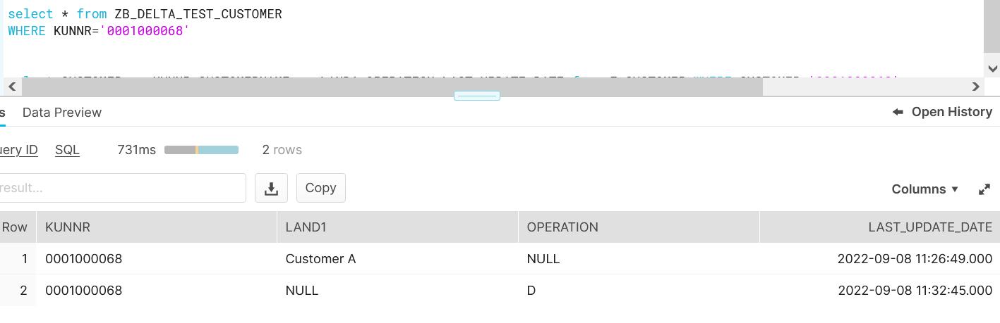 select * from ZB_DELTA_TEST_CUSTOMER
WHERE KUNNR='0001000068'
s Data Preview Open History
uery ID SQL 731ms 2 rows
result... Copy Columns
Row KUNNR LAND1 OPERATION LAST_UPDATE_DATE
1 0001000068 Customer A NULL 2022-09-08 11:26:49.000
2 0001000068 NULL D 2022-09-08 11:32:45.000